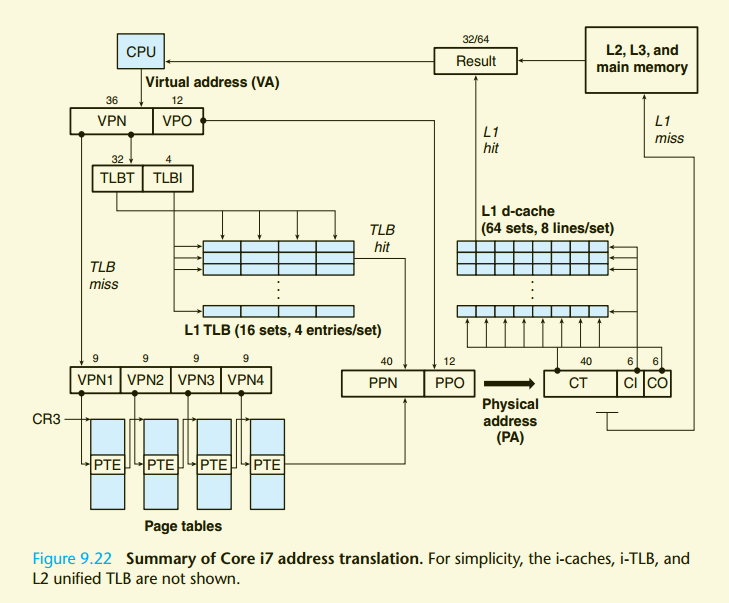 CPU
32/64
Result
L2, L3, and
main memory
Virtual address (VA)
36
12
VPN
VPO
L1
hit
L1
miss
32
4
TLBT
TLBI
TLB
hit
L1 d-cache
(64 sets, 8 lines/set)
TLB
miss
L1 TLB (16 sets, 4 entries/set)
9
9
9
9
VPN1
VPN2
VPN3
VPN4
40
12
PPN
PPO
40
6
6
CT
CI
CO
Physical
address
(PA)
CR3
PTE
PTE
PTE
PTE
Page tables
Figure 9.22 Summary of Core i7 address translation. For simplicity, the i-caches, i-TLB, and
L2 unified TLB are not shown.